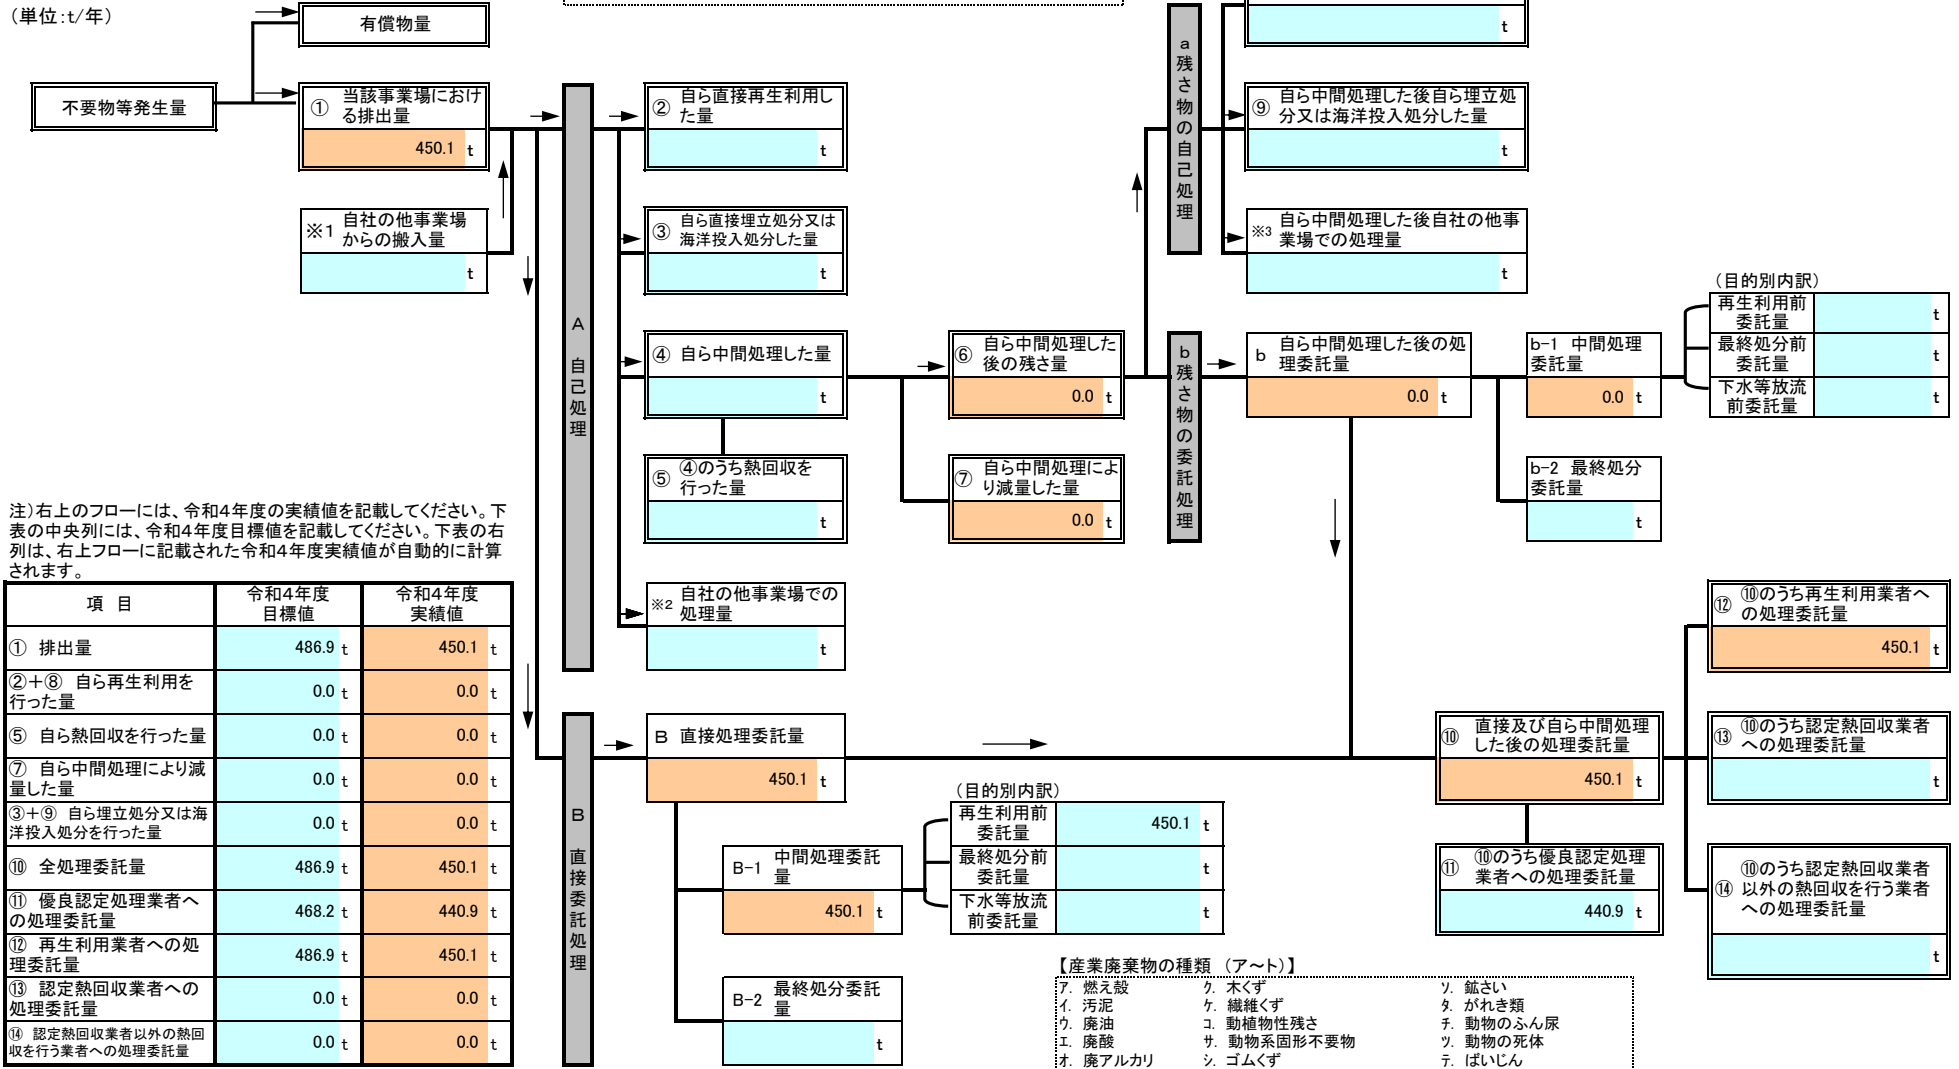 (単位:t/年)
有償物量
不要物等発生量
① 当該事業場におけ
る排出量
450.1 t
※1 自社の他事業場
からの搬入量
t
A 自己処理
② 自ら直接再生利用し
た量
t
③ 自ら直接埋立処分又は
海洋投入処分した量
t
④ 自ら中間処理した量
t
⑤ ④のうち熱回収を
行った量
t
※2 自社の他事業場での
処理量
t
⑥ 自ら中間処理した
後の残さ量
0.0 t
⑦ 自ら中間処理によ
り減量した量
0.0 t
a残さ物の自己処理
t
⑨ 自ら中間処理した後自ら埋立処
分又は海洋投入処分した量
t
※3 自ら中間処理した後自社の他事
業場での処理量
t
b残さ物の委託処理
b 自ら中間処理した後の処
理委託量
0.0 t
b-1 中間処理
委託量
0.0 t
b-2 最終処分
委託量
t
(目的別内訳)
再生利用前
委託量 t
最終処分前
委託量 t
下水等放流
前委託量 t
注)右上のフローには、令和4年度の実績値を記載してください。下
表の中央列には、令和4年度目標値を記載してください。下表の右
列は、右上フローに記載された令和4年度実績値が自動的に計算
されます。
項 目 令和4年度
目標値 令和4年度
実績値
① 排出量 486.9 t 450.1 t
②+⑧ 自ら再生利用を
行った量 0.0 t 0.0 t
⑤ 自ら熱回収を行った量 0.0 t 0.0 t
⑦ 自ら中間処理により減
量した量 0.0 t 0.0 t
③+⑨ 自ら埋立処分又は海
洋投入処分を行った量 0.0 t 0.0 t
⑩ 全処理委託量 486.9 t 450.1 t
⑪ 優良認定処理業者へ
の処理委託量 468.2 t 440.9 t
⑫ 再生利用業者への処
理委託量 486.9 t 450.1 t
⑬ 認定熱回収業者への
処理委託量 0.0 t 0.0 t
⑭ 認定熱回収業者以外の熱回
収を行う業者への処理委託量 0.0 t 0.0 t
B 直接委託処理
B 直接処理委託量
450.1 t
B-1 中間処理委託
量
450.1 t
B-2 最終処分委託
量
t
(目的別内訳)
再生利用前
委託量 450.1 t
最終処分前
委託量 t
下水等放流
前委託量 t
⑩ 直接及び自ら中間処理
した後の処理委託量
450.1 t
⑪ ⑩のうち優良認定処理
業者への処理委託量
440.9 t
⑫ ⑩のうち再生利用業者へ
の処理委託量
450.1 t
⑬ ⑩のうち認定熱回収業者
への処理委託量
t
⑭ ⑩のうち認定熱回収業者
以外の熱回収を行う業者
への処理委託量
t
【産業廃棄物の種類 (ア~ト)】
ア. 燃え殻 ク. 木くず ソ. 鉱さい
イ. 汚泥 ケ. 繊維くず タ. がれき類
ウ. 廃油 コ. 動植物性残さ チ. 動物のふん尿
エ. 廃酸 サ. 動物系固形不要物 ツ. 動物の死体
オ. 廃アルカリ シ. ゴムくず テ. ばいじん